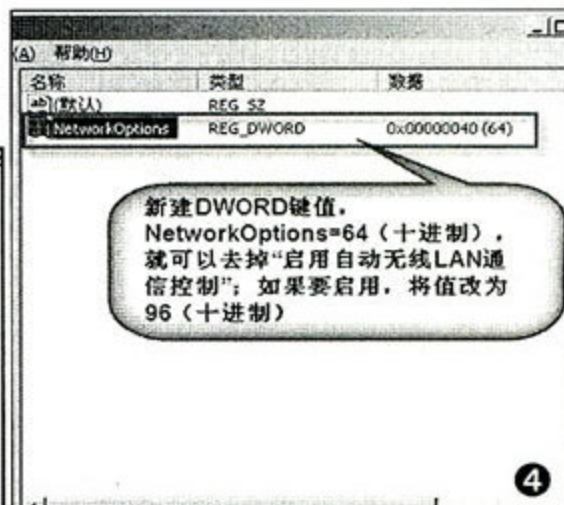 (A) 帮助(H)
名称 类型 数据
ab (默认) REG_SZ
NetworkOptions REG_DWORD 0x00000040 (64)
新建DWORD键值，
NetworkOptions=64（十进制），
就可以去掉“启用自动无线LAN通
信控制”；如果要启用，将值改为
96（十进制）
4